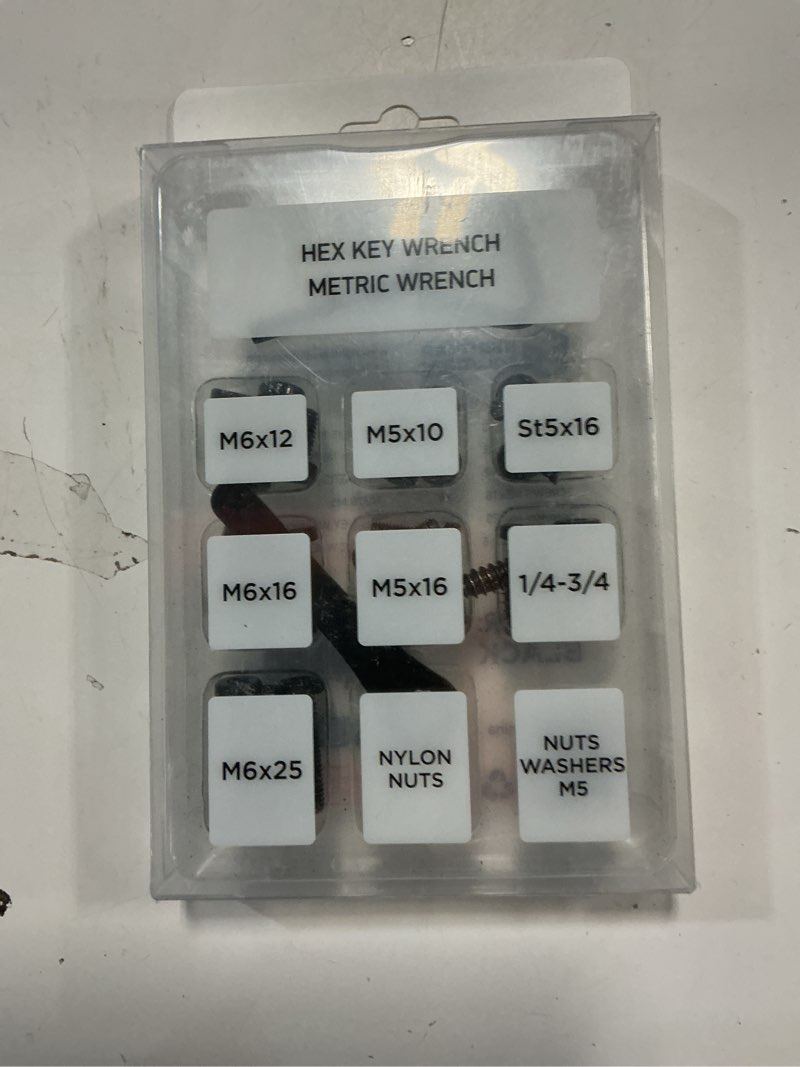 HEX KEY WRENCH
METRIC WRENCH
M6x12
M5x10
St5x16
M6x16
M5x16
1/4-3/4
M6x25
NYLON
NUTS
NUTS
WASHERS
M5